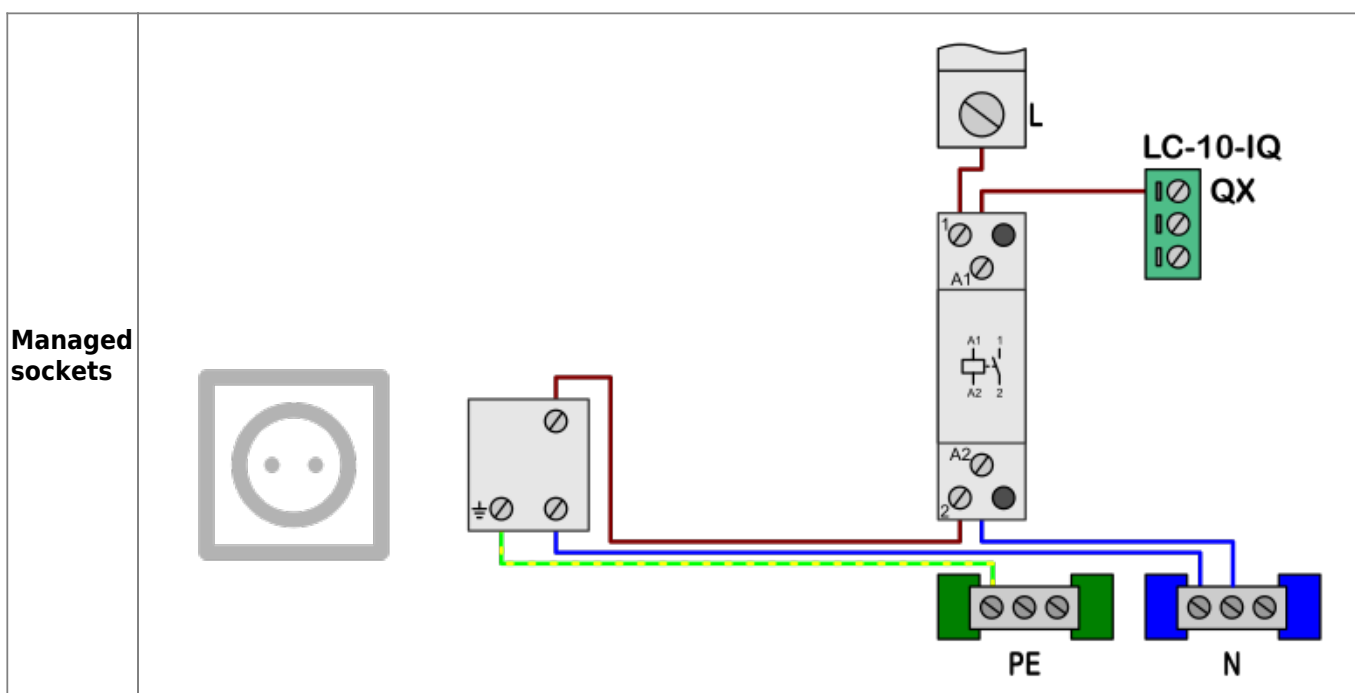 Managed
sockets
L
LC-10-IQ
QX
1
A1
A1 1
A2 2
A2
2
PE
N